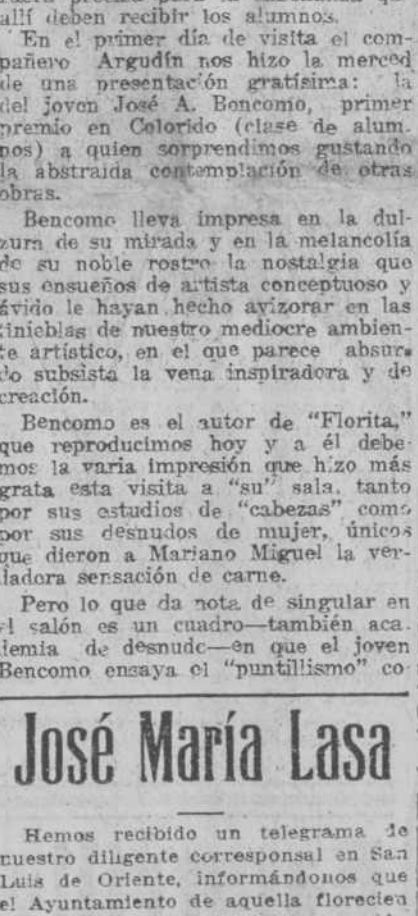 allí deben recibir los alumnos.
En el primer día de visita el com-
pañero Argudín nos hizo la merced
de una presentación gratísima: la
del joven José A. Boncomo, primer
premio en Colorido (clase de alum-
nos) a quien sorprendimos gustando
la abstraida contemplación de otras
obras.
Bencomo lleva impresa en la dul-
zura de su mirada y en la melancolía
de su noble rostro la nostalgia que
sus ensueños de artista conceptuoso y
ávido le hayan hecho avizorar en las
tinieblas de nuestro mediocre ambien-
te artístico, en el que parece absur-
do subsista la vena inspiradora y de
creación.
Bencomo es el autor de "Florita,"
que reproducimos hoy y a él debe-
mos la varia impresión que hizo más
grata esta visita a "su" sala, tanto
por sus estudios de "cabezas" como
por sus desnudos de mujer, únicos
que dieron a Mariano Miguel la ver-
dadera sensación de carne.
Pero lo que da nota de singular en
el salón es un cuadro—también aca-
demia de desnudo—en que el joven
Bencomo ensaya el "puntillismo" co-
José María Lasa
Hemos recibido un telegrama de
nuestro diligente corresponsal en San
Luis de Oriente, informándonos que
el Ayuntamiento de aquella florecien